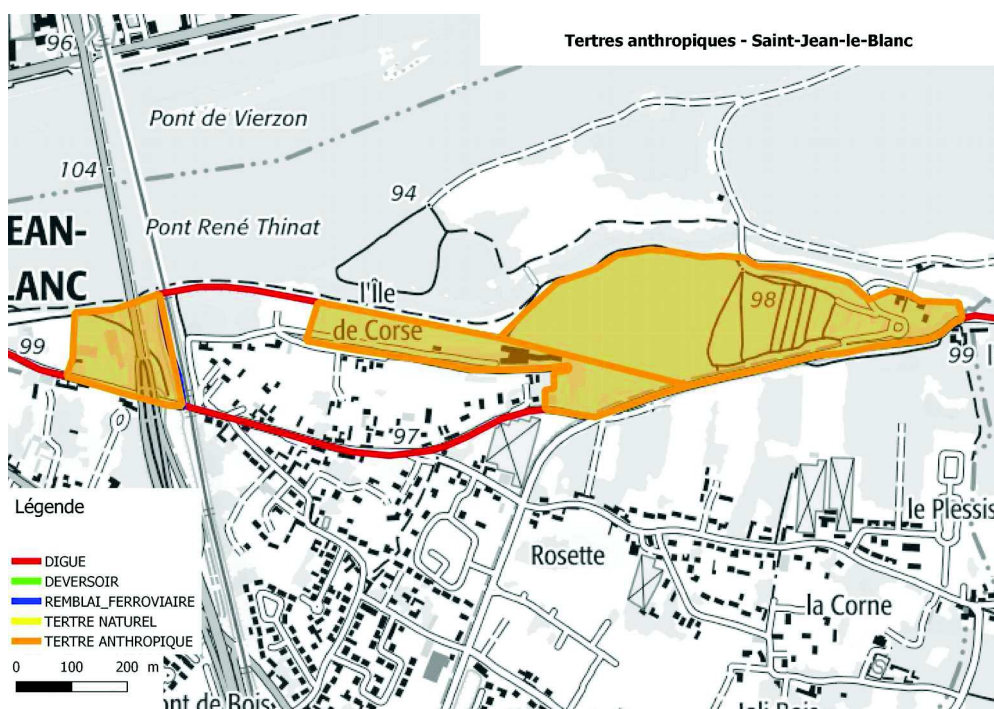 Tertres anthropiques - Saint-Jean-le-Blanc
96
Pont de Vierzon
104
94
EAN-
Pont René Thinat
LANC
l'Île
98
de Corse
99
99
97
Légende
le Plessis
DIGUE
Rosette
DEVERSOIR
REMBLAI_FERROVIAIRE
la Corne
TERTRE NATUREL
TERTRE ANTHROPIQUE
0 100 200 m
ont de Bois